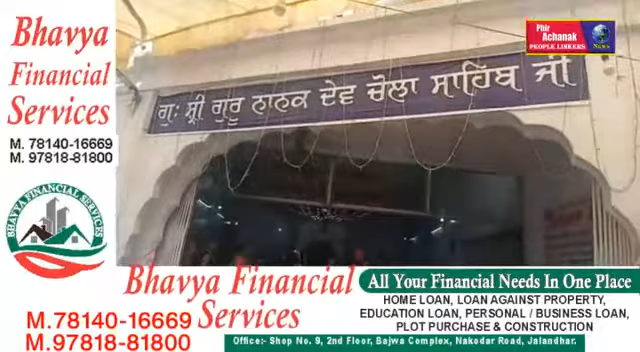 Bhavya
Financial
Services
M. 78140-16669
M. 97818-81800
BHAVYA FINANCIAL SERVICES
Phir
Achanak
PEOPLE LINKERS
News
ਗੁਃ ਸ਼੍ਰੀ ਗੁਰੂ ਨਾਨਕ ਦੇਵ ਚੋਲਾ ਸਾਹਿਬ ਜੀ
Bhavya Financial
Services
M.78140-16669
M.97818-81800
All Your Financial Needs In One Place
HOME LOAN, LOAN AGAINST PROPERTY,
EDUCATION LOAN, PERSONAL / BUSINESS LOAN,
PLOT PURCHASE & CONSTRUCTION
Office:- Shop No. 9, 2nd Floor, Bajwa Complex, Nakodar Road, Jalandhar.